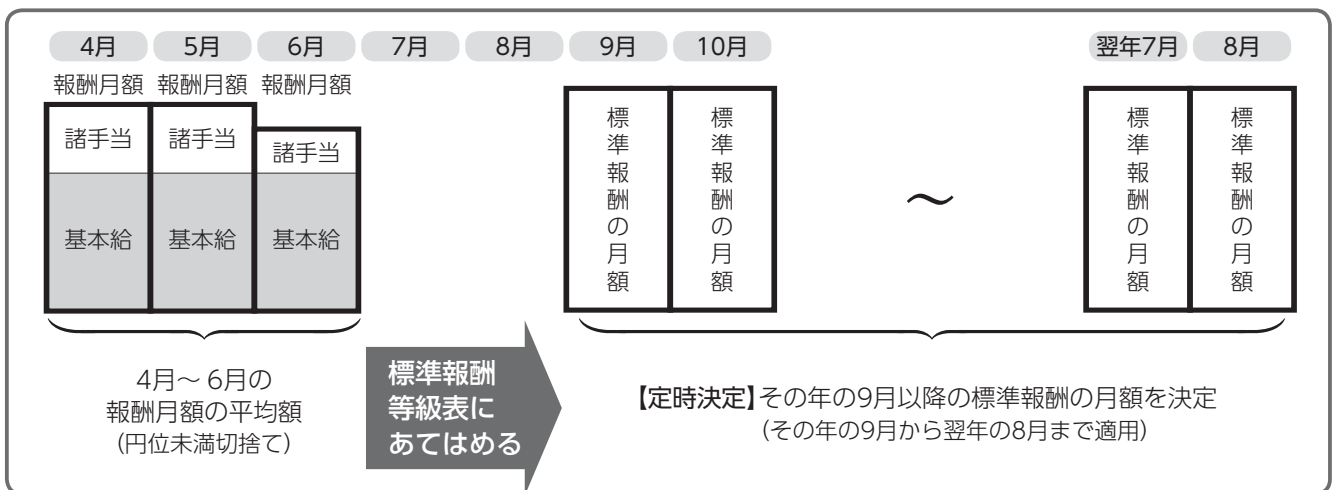 4月 5月 6月 7月 8月 9月 10月 翌年7月 8月
報酬月額 報酬月額 報酬月額
諸手当 諸手当 諸手当
基本給 基本給 基本給
標準報酬の月額
標準報酬の月額
〜
標準報酬の月額
標準報酬の月額
4月〜6月の
報酬月額の平均額
(円位未満切捨て)
標準報酬
等級表に
あてはめる
【定時決定】その年の9月以降の標準報酬の月額を決定
(その年の9月から翌年の8月まで適用)